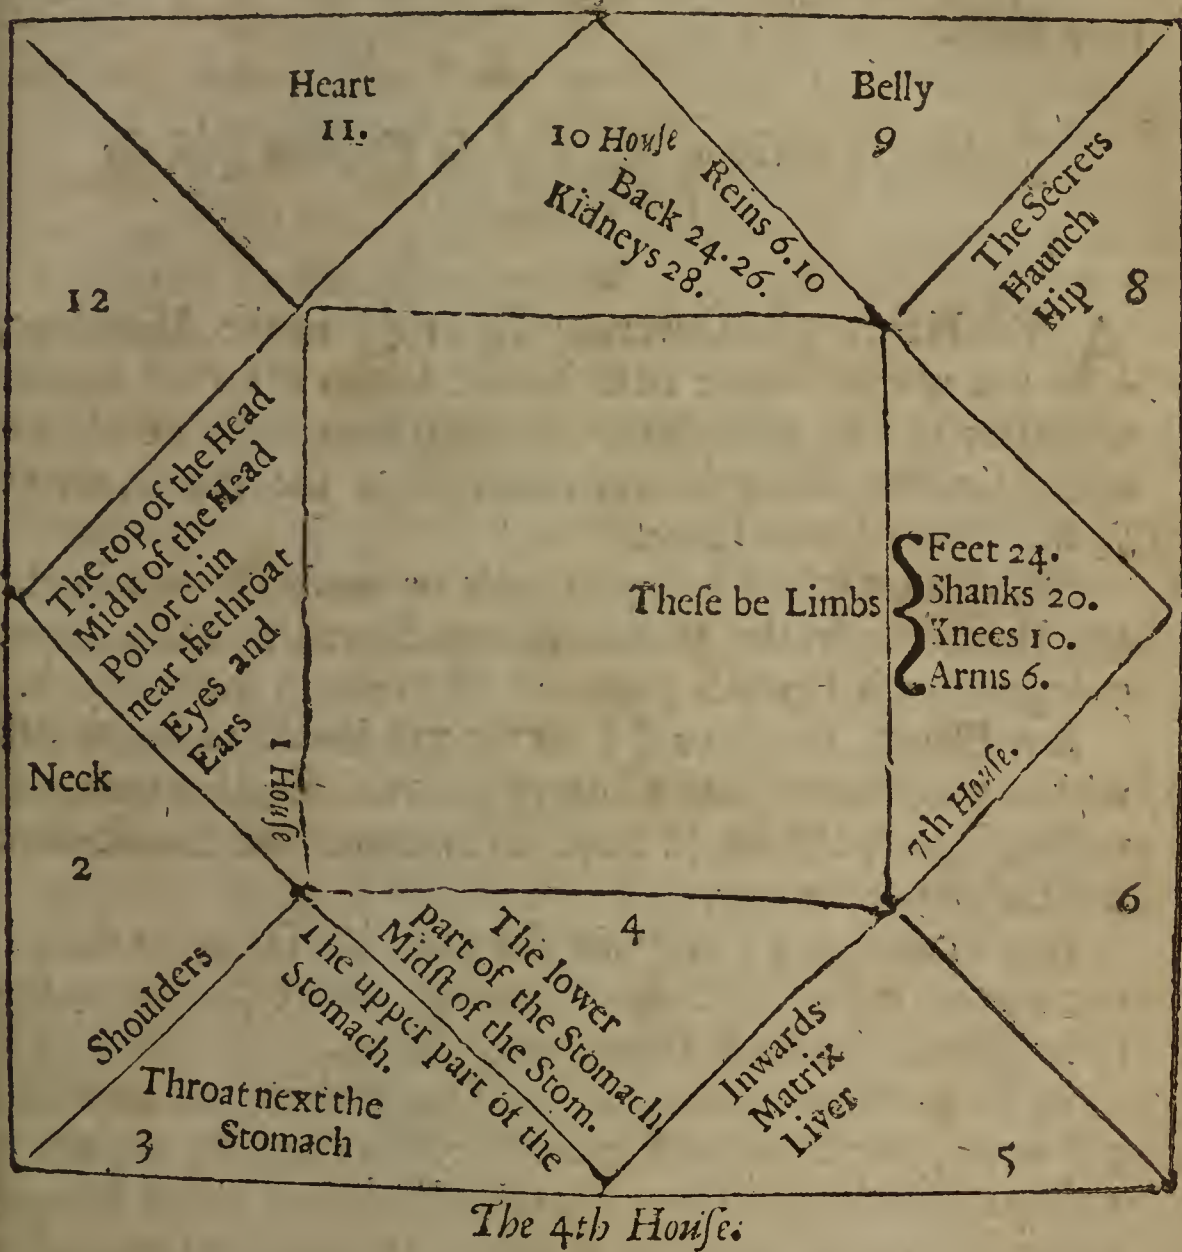 Heart
11.
10 Houſe
Reins 6.10
Back 24.26.
Kidneys 28.
Belly
9
The Secrets
Haunch
Hip
8
12
The top of the Head
Midſt of the Head
Poll or chin
near the throat
Eyes and
Ears
1 Houſe
Theſe be Limbs
Feet 24.
Shanks 20.
Knees 10.
Arms 6.
7th Houſe.
Neck
2
6
4
The lower
part of the Stomach
Midſt of the Stom.
The upper part of the
Stomach.
Shoulders
Throat next the
Stomach
3
Inwards
Matrix
Liver
5
The 4th Houſe.